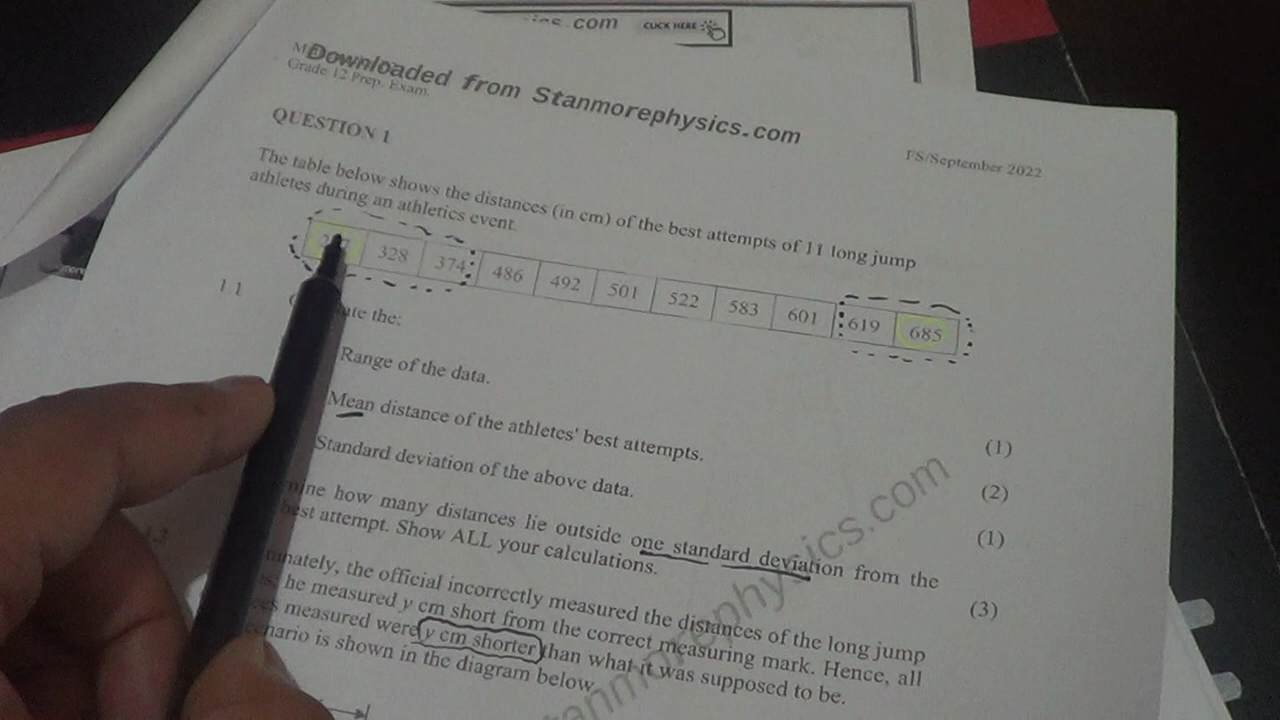 .com CLICK HERE
Downloaded from Stanmorephysics.com
Grade 12 Prep. Exam.
FS/September 2022
QUESTION 1
The table below shows the distances (in cm) of the best attempts of 11 long jump
athletes during an athletics event.
328 374 486 492 501 522 583 601 619 685
1 1
the:
Range of the data.
Mean distance of the athletes' best attempts.
(1)
Standard deviation of the above data.
(2)
how many distances lie outside one standard deviation from the
(1)
best attempt. Show ALL your calculations.
(3)
the official incorrectly measured the distances of the long jump
he measured y cm short from the correct measuring mark. Hence, all
measured were y cm shorter than what it was supposed to be.
is shown in the diagram below.
stanmorephysics.com